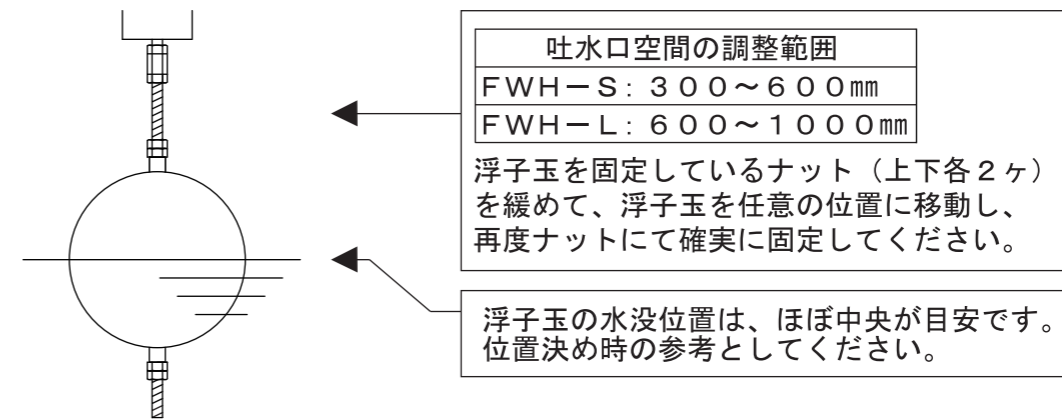 吐水口空間の調整範囲
FWH－S：300～600㎜
FWH－L：600～1000㎜
浮子玉を固定しているナット（上下各2ヶ）
を緩めて、浮子玉を任意の位置に移動し、
再度ナットにて確実に固定してください。
浮子玉の水没位置は、ほぼ中央が目安です。
位置決め時の参考としてください。